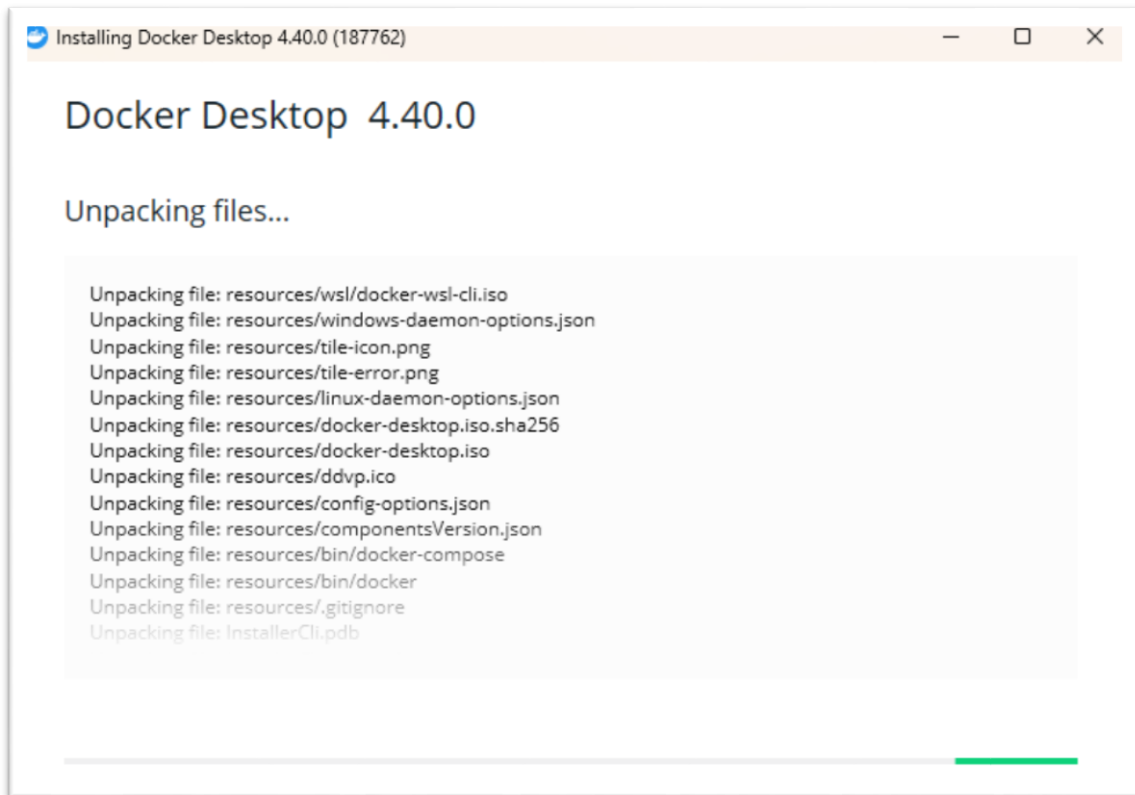 Installing Docker Desktop 4.40.0 (187762)
Docker Desktop 4.40.0
Unpacking files...
Unpacking file: resources/wsl/docker-wsl-cli.iso
Unpacking file: resources/windows-daemon-options.json
Unpacking file: resources/tile-icon.png
Unpacking file: resources/tile-error.png
Unpacking file: resources/linux-daemon-options.json
Unpacking file: resources/docker-desktop.iso.sha256
Unpacking file: resources/docker-desktop.iso
Unpacking file: resources/ddvp.ico
Unpacking file: resources/config-options.json
Unpacking file: resources/componentsVersion.json
Unpacking file: resources/bin/docker-compose
Unpacking file: resources/bin/docker
Unpacking file: resources/.gitignore
Unpacking file: InstallerCli.pdb